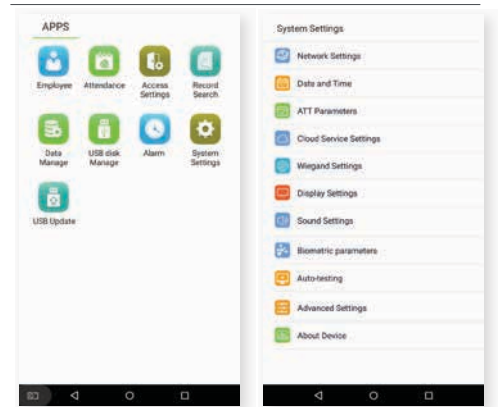 APPS
Employee
Attendance
Access
Settings
Record
Search
Data
Manage
USB disk
Manage
Alarm
System
Settings
USB Update
System Settings
Network Settings
Date and Time
ATT Parameters
Cloud Service Settings
Wiegand Settings
Display Settings
Sound Settings
Biometric parameters
Auto-testing
Advanced Settings
About Device